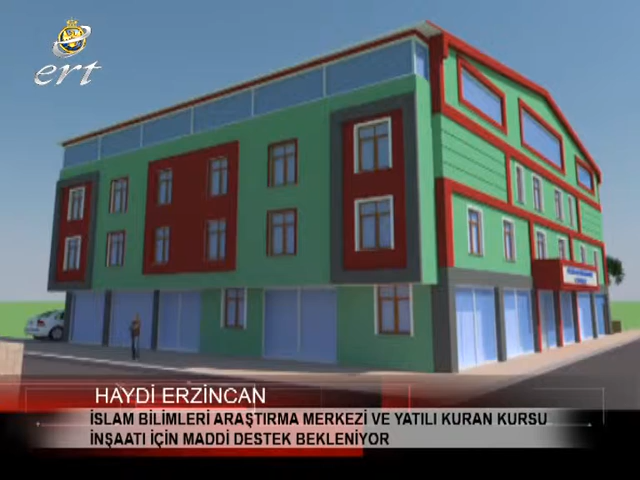 ert
HAYDİ ERZİNCAN
İSLAM BİLİMLERİ ARAŞTIRMA MERKEZİ VE YATILI KURAN KURSU
İNŞAATI İÇİN MADDİ DESTEK BEKLENİYOR